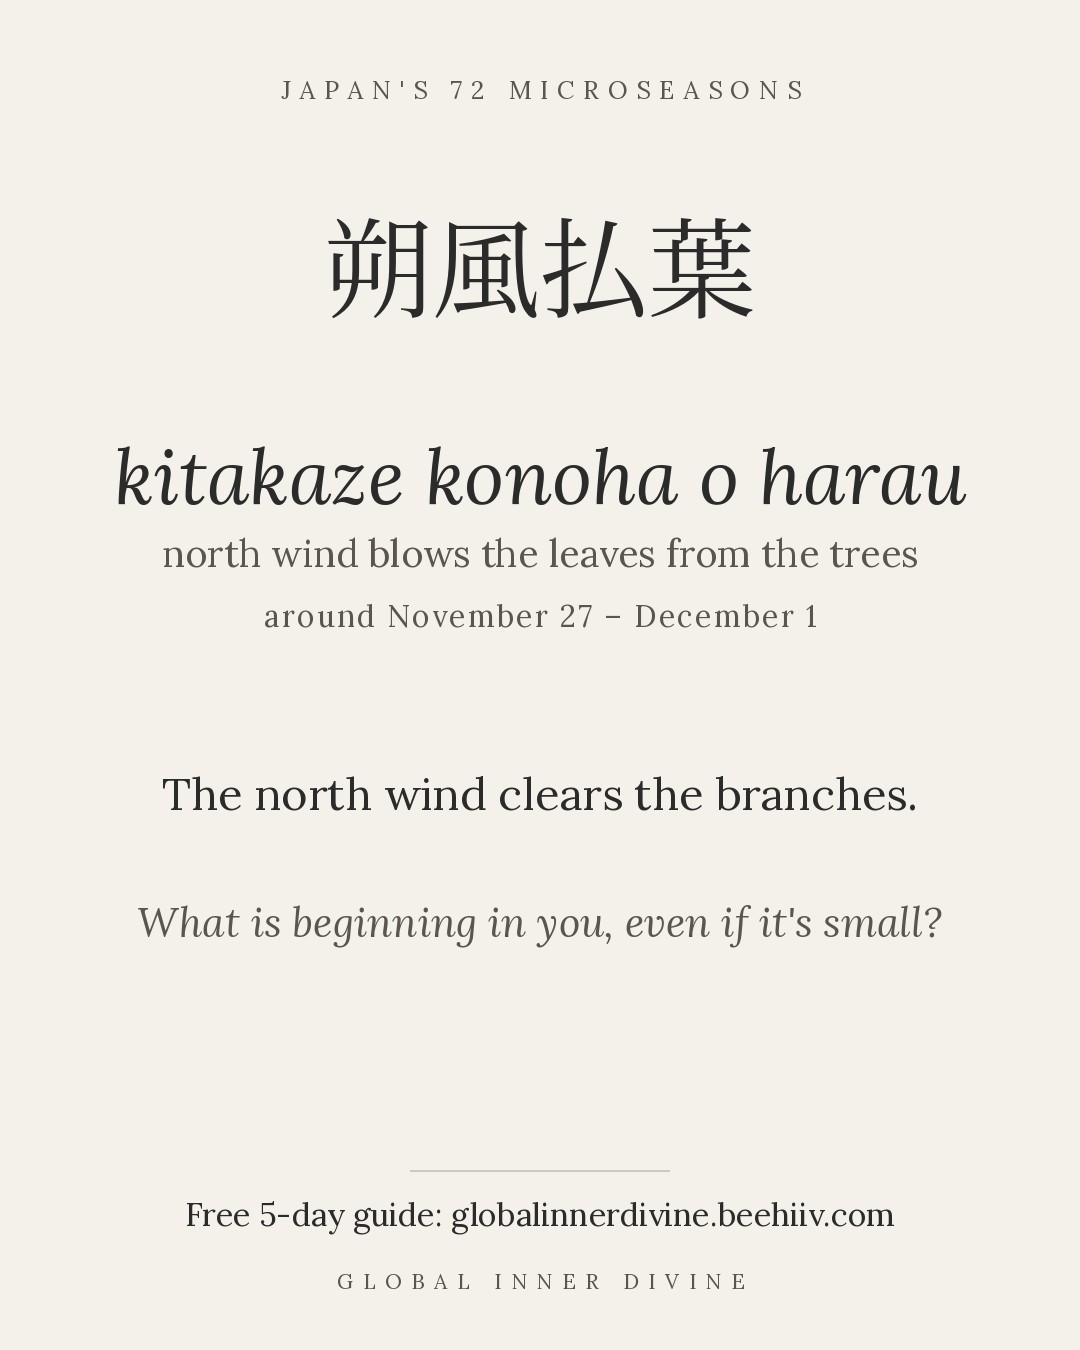 JAPAN'S 72 MICROSEASONS
朔風払葉
kitakaze konoha o harau
north wind blows the leaves from the trees
around November 27 – December 1
The north wind clears the branches.
What is beginning in you, even if it's small?
Free 5-day guide: globalinnerdivine.beehiiv.com
GLOBAL INNER DIVINE